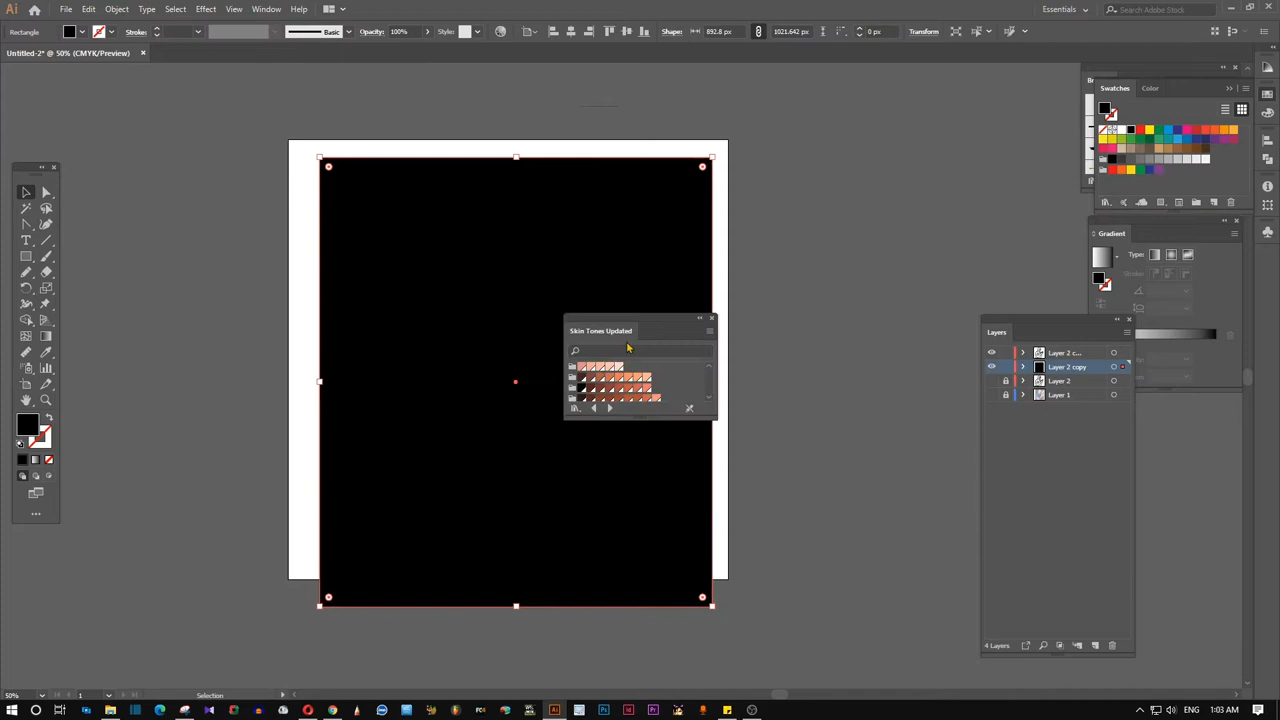 Ai File Edit Object Type Select Effect View Window Help Essentials Search Adobe Stock
Rectangle Stroke: Basic Opacity: 100% Style: Shape: 892.8 px 1021.642 px 0 px Transform
Untitled-2* @ 50% (CMYK/Preview)
Swatches Color
Gradient
Type:
Stroke:
Skin Tones Updated
Layers
Layer 2 c...
Layer 2 copy
Layer 2
Layer 1
4 Layers
50% 1 Selection
ENG 1:03 AM